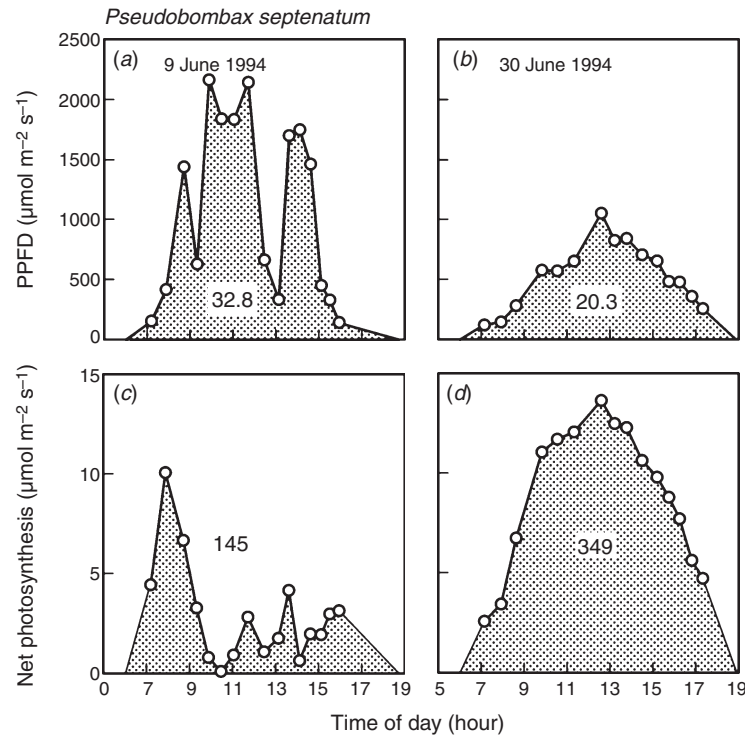 Pseudobombax septenatum
(a)
9 June 1994
(b)
30 June 1994
PPFD (µmol m⁻² s⁻¹)
2500
2000
1500
1000
500
0
32.8
20.3
(c)
(d)
Net photosynthesis (µmol m⁻² s⁻¹)
15
10
5
0
145
349
0 7 9 11 13 15 17 19
5 7 9 11 13 15 17 19
Time of day (hour)